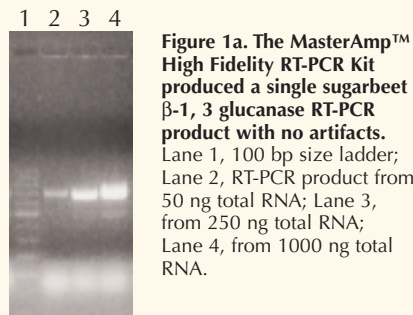 1 2 3 4
Figure 1a. The MasterAmp™
High Fidelity RT-PCR Kit
produced a single sugarbeet
β-1, 3 glucanase RT-PCR
product with no artifacts.
Lane 1, 100 bp size ladder;
Lane 2, RT-PCR product from
50 ng total RNA; Lane 3,
from 250 ng total RNA;
Lane 4, from 1000 ng total
RNA.